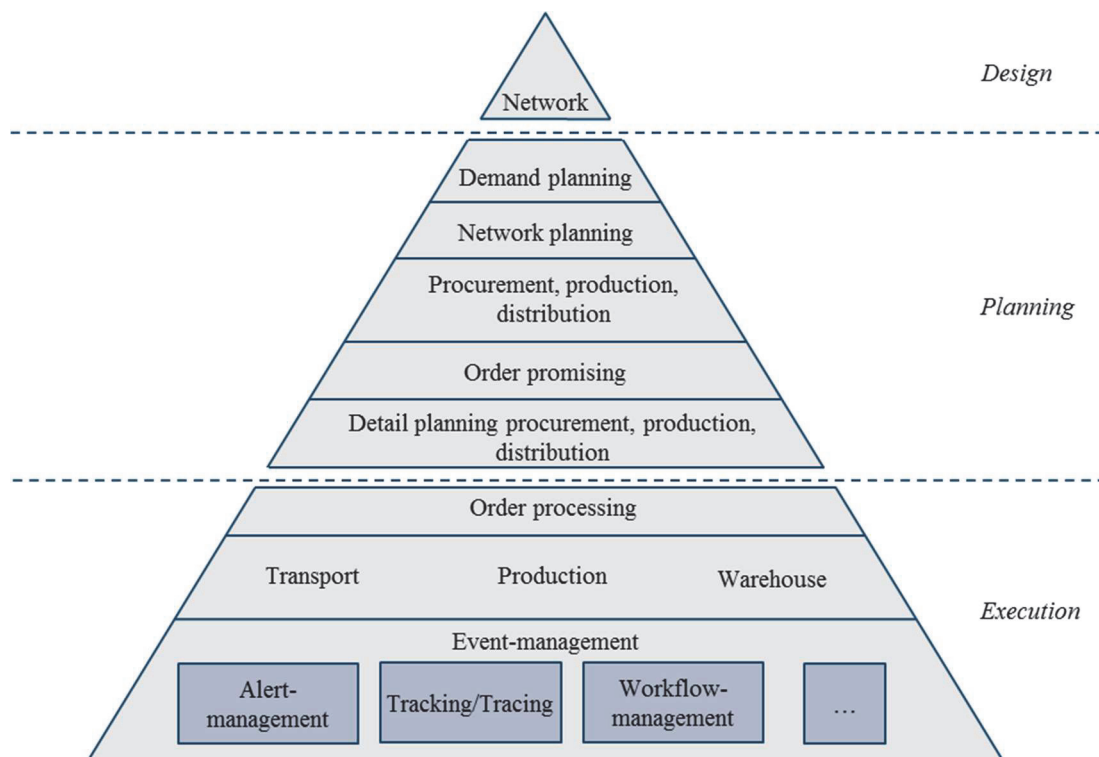 Design
Network
Demand planning
Network planning
Procurement, production,
distribution
Planning
Order promising
Detail planning procurement, production,
distribution
Order processing
Transport
Production
Warehouse
Execution
Event-management
Alert-
management
Tracking/Tracing
Workflow-
management
…